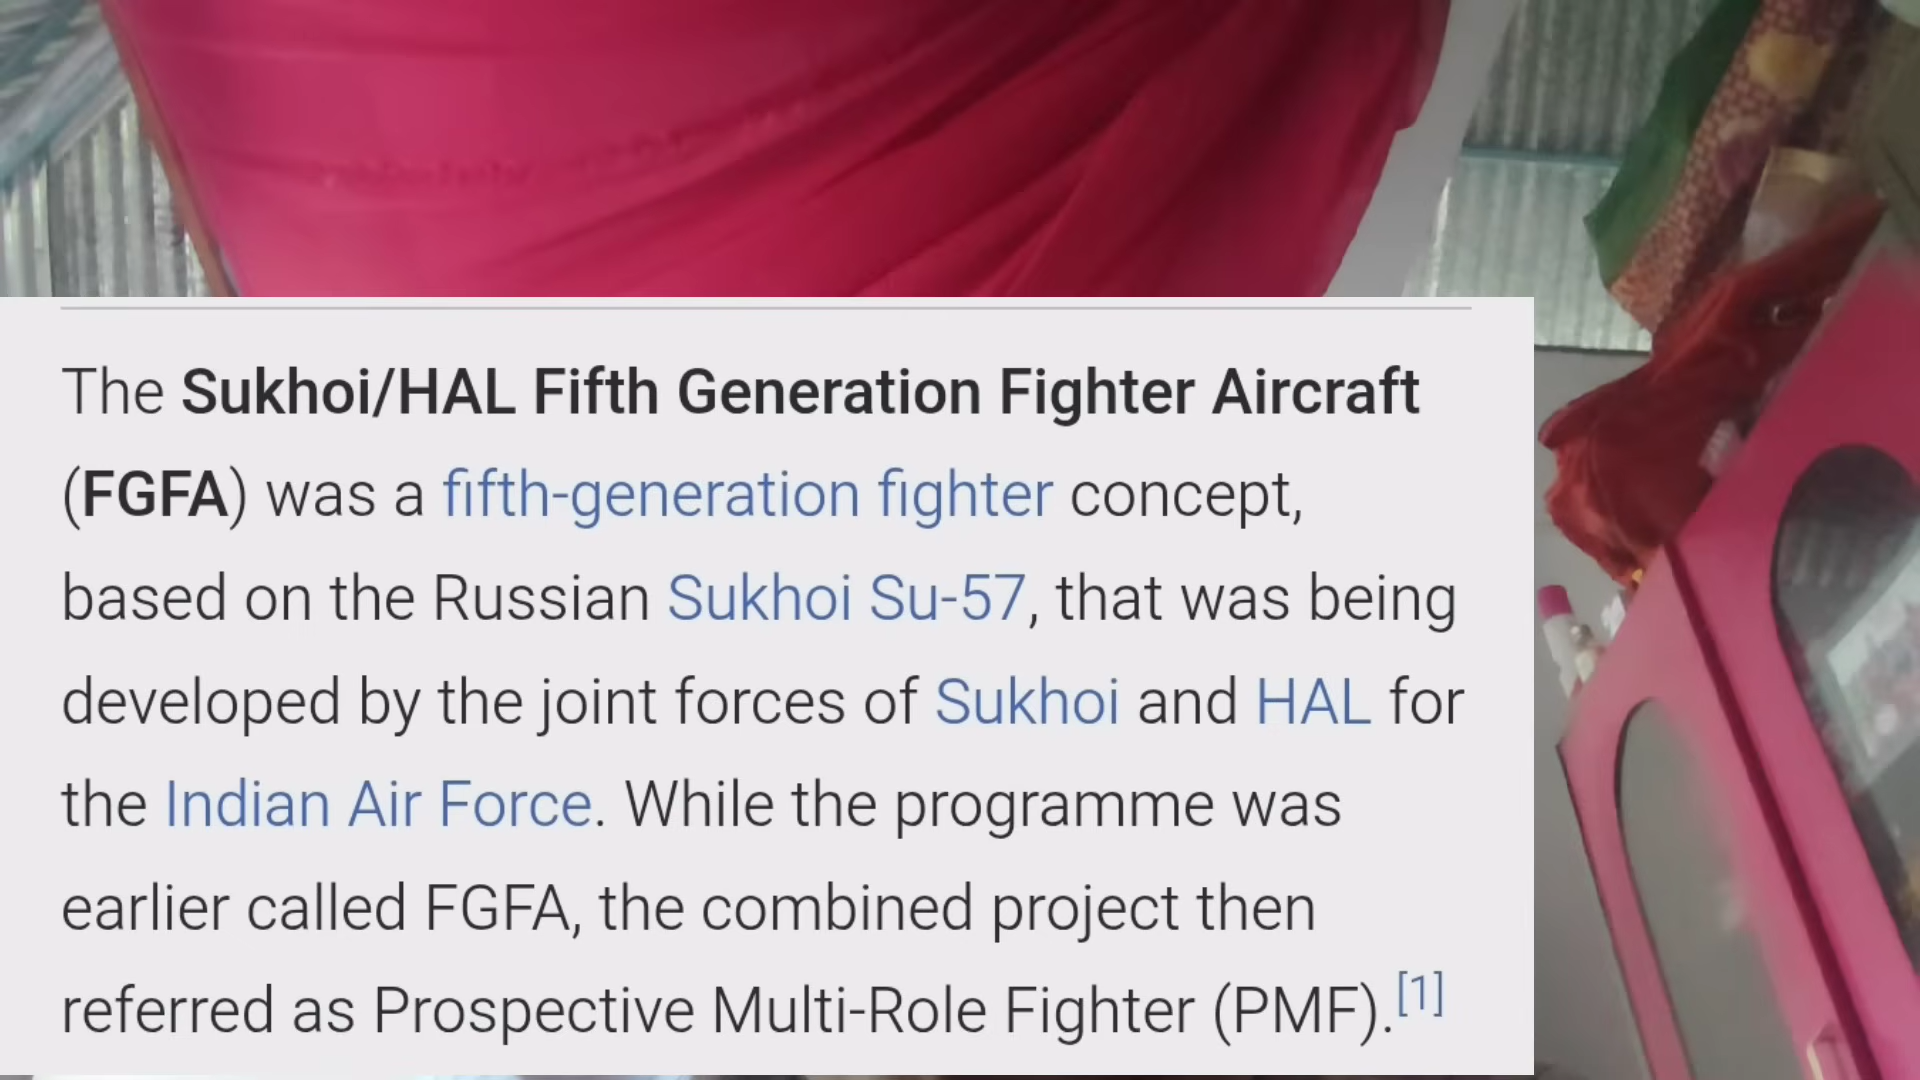 The Sukhoi/HAL Fifth Generation Fighter Aircraft
(FGFA) was a fifth-generation fighter concept,
based on the Russian Sukhoi Su-57, that was being
developed by the joint forces of Sukhoi and HAL for
the Indian Air Force. While the programme was
earlier called FGFA, the combined project then
referred as Prospective Multi-Role Fighter (PMF).[1]